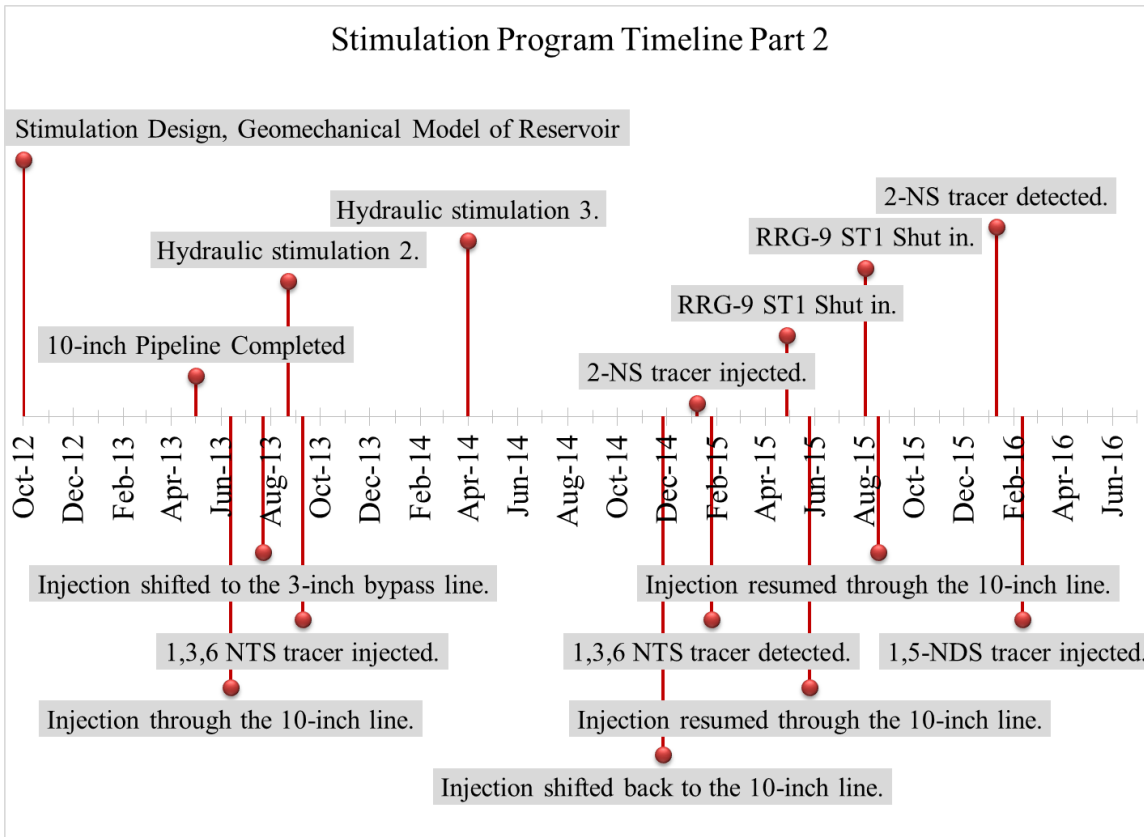 Stimulation Program Timeline Part 2
Stimulation Design, Geomechanical Model of Reservoir
2-NS tracer detected.
Hydraulic stimulation 3.
RRG-9 ST1 Shut in.
Hydraulic stimulation 2.
RRG-9 ST1 Shut in.
10-inch Pipeline Completed
2-NS tracer injected.
Oct-12
Dec-12
Feb-13
Apr-13
Jun-13
Aug-13
Oct-13
Dec-13
Feb-14
Apr-14
Jun-14
Aug-14
Oct-14
Dec-14
Feb-15
Apr-15
Jun-15
Aug-15
Oct-15
Dec-15
Feb-16
Apr-16
Jun-16
Injection shifted to the 3-inch bypass line.
Injection resumed through the 10-inch line.
1,3,6 NTS tracer injected.
1,3,6 NTS tracer detected.
1,5-NDS tracer injected.
Injection through the 10-inch line.
Injection resumed through the 10-inch line.
Injection shifted back to the 10-inch line.